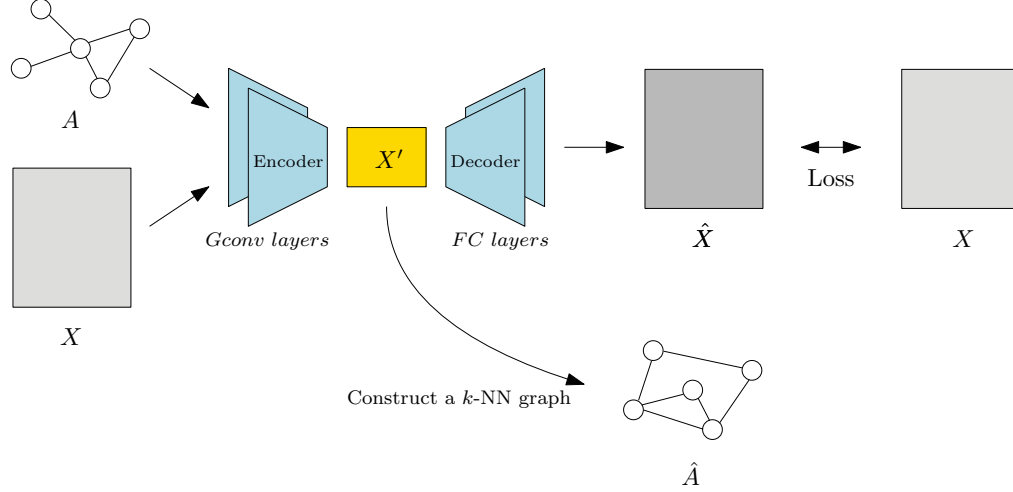 A
X
Encoder
X′
Decoder
Gconv layers
FC layers
X̂
Loss
X
Construct a k-NN graph
Â